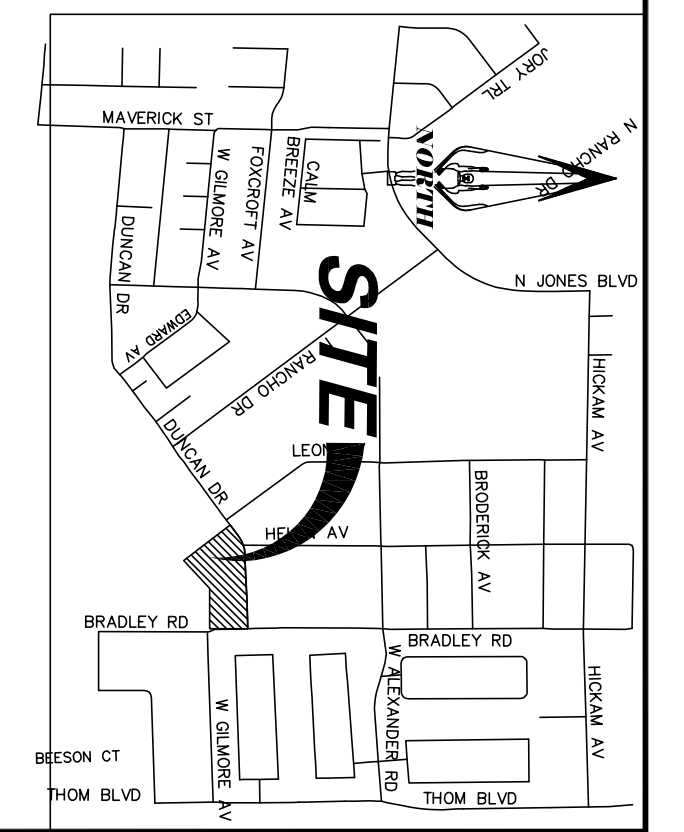 JORY TRL
N RANCHO DR
MAVERICK ST
NORTH
W GILMORE AV
FOXCROFT AV
CALM
BREEZE AV
DUNCAN DR
N JONES BLVD
SITE
EDWARD AV
RANCHO DR
HICKAM AV
DUNCAN DR
LEON
BRODERICK AV
AV
BRADLEY RD
BRADLEY RD
W ALEXANDER RD
HICKAM AV
W GILMORE AV
BEESON CT
THOM BLVD
THOM BLVD